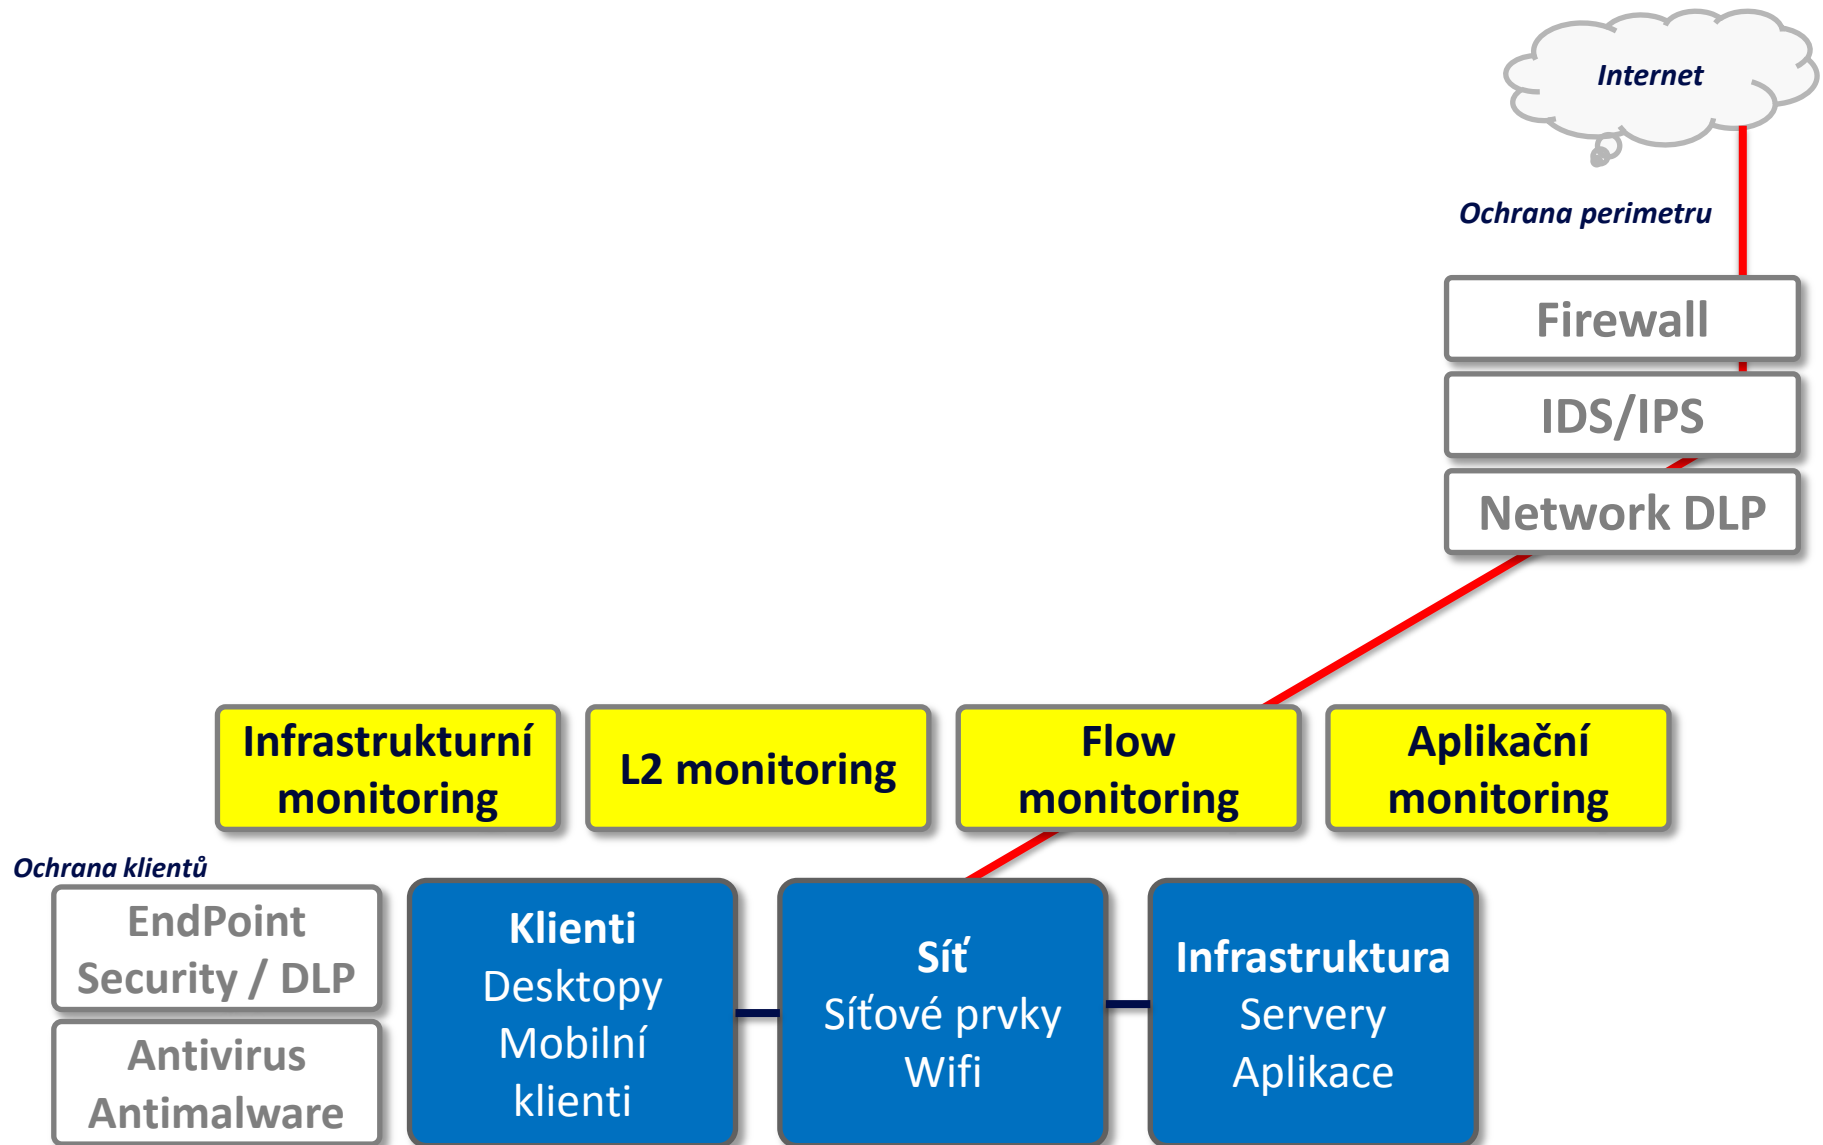 Internet
Ochrana perimetru
Firewall
IDS/IPS
Network DLP
Infrastrukturní
monitoring
L2 monitoring
Flow
monitoring
Aplikační
monitoring
Ochrana klientů
EndPoint
Security / DLP
Antivirus
Antimalware
Klienti
Desktopy
Mobilní
klienti
Síť
Síťové prvky
Wifi
Infrastruktura
Servery
Aplikace